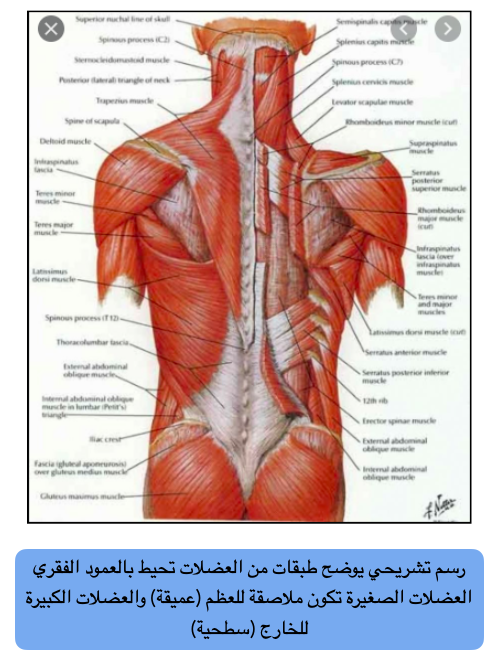 Superior nuchal line of skull
Spinous process (C2)
Sternocleidomastoid muscle
Posterior (lateral) triangle of neck
Trapezius muscle
Spine of scapula
Deltoid muscle
Infraspinatus
fascia
Teres minor
muscle
Teres major
muscle
Latissimus
dorsi muscle
Spinous process (T12)
Thoracolumbar fascia
External abdominal
oblique muscle
Internal abdominal oblique
muscle in lumbar (Petit's)
triangle
Iliac crest
Fascia (gluteal aponeurosis)
over gluteus medius muscle
Gluteus maximus muscle
Semispinalis capitis muscle
Splenius capitis muscle
Spinous process (C7)
Splenius cervicis muscle
Levator scapulae muscle
Rhomboideus minor muscle (cut)
Supraspinatus
muscle
Serratus
posterior
superior muscle
Rhomboideus
major muscle
(cut)
Infraspinatus
fascia (over
infraspinatus
muscle)
Teres minor
and major
muscles
Latissimus dorsi muscle (cut)
Serratus anterior muscle
Serratus posterior inferior
muscle
12th rib
Erector spinae muscle
External abdominal
oblique muscle
Internal abdominal
oblique muscle
رسم تشريحي يوضح طبقات من العضلات تحيط بالعمود الفقري
العضلات الصغيرة تكون ملاصقة للعظم (عميقة) والعضلات الكبيرة
للخارج (سطحية)